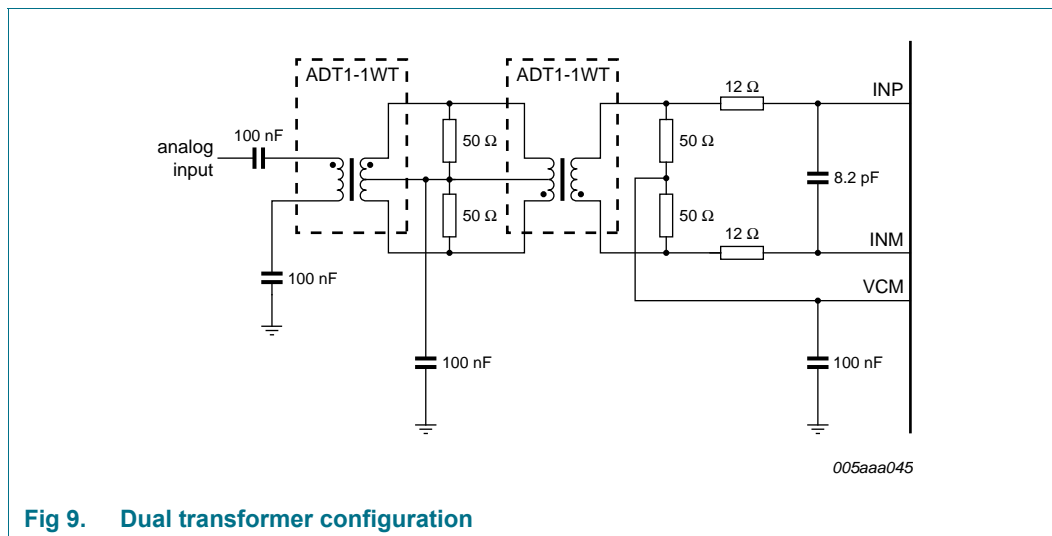 ADT1-1WT
ADT1-1WT
12 Ω
INP
100 nF
50 Ω
50 Ω
analog
input
8.2 pF
50 Ω
50 Ω
12 Ω
INM
100 nF
VCM
100 nF
100 nF
005aaa045
Fig 9. Dual transformer configuration